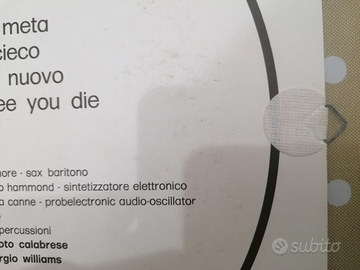 meta
cieco
nuovo
ee you die
ore - sax baritono
o hammond - sintetizzatore elettronico
a canne - probelectronic audio-oscillator
e
percussioni
oto calabrese
rgio williams
subito